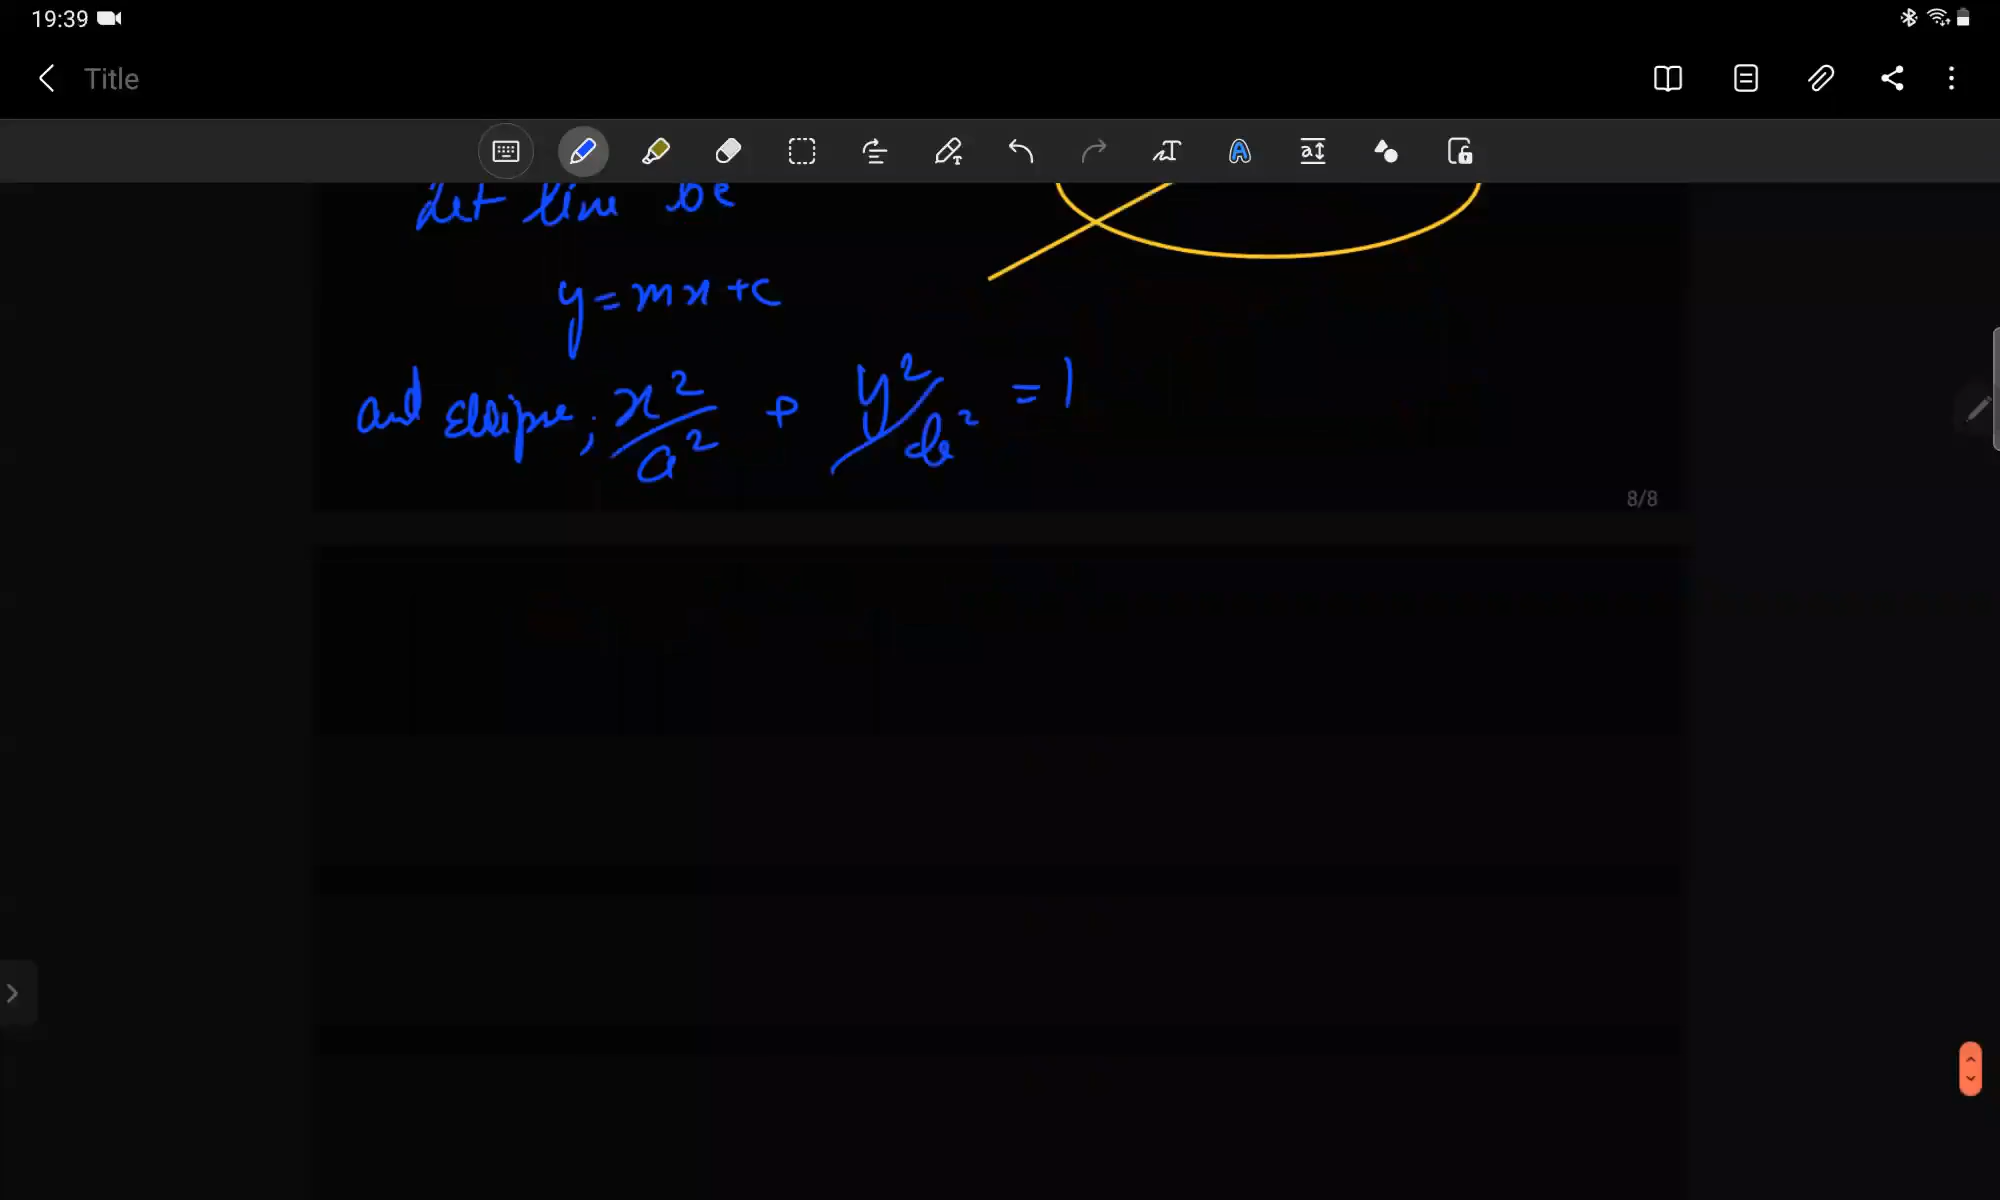 19:39
Title
Let line be
y = mx + c
and Ellipse; x²/a² + y²/b² = 1
8/8